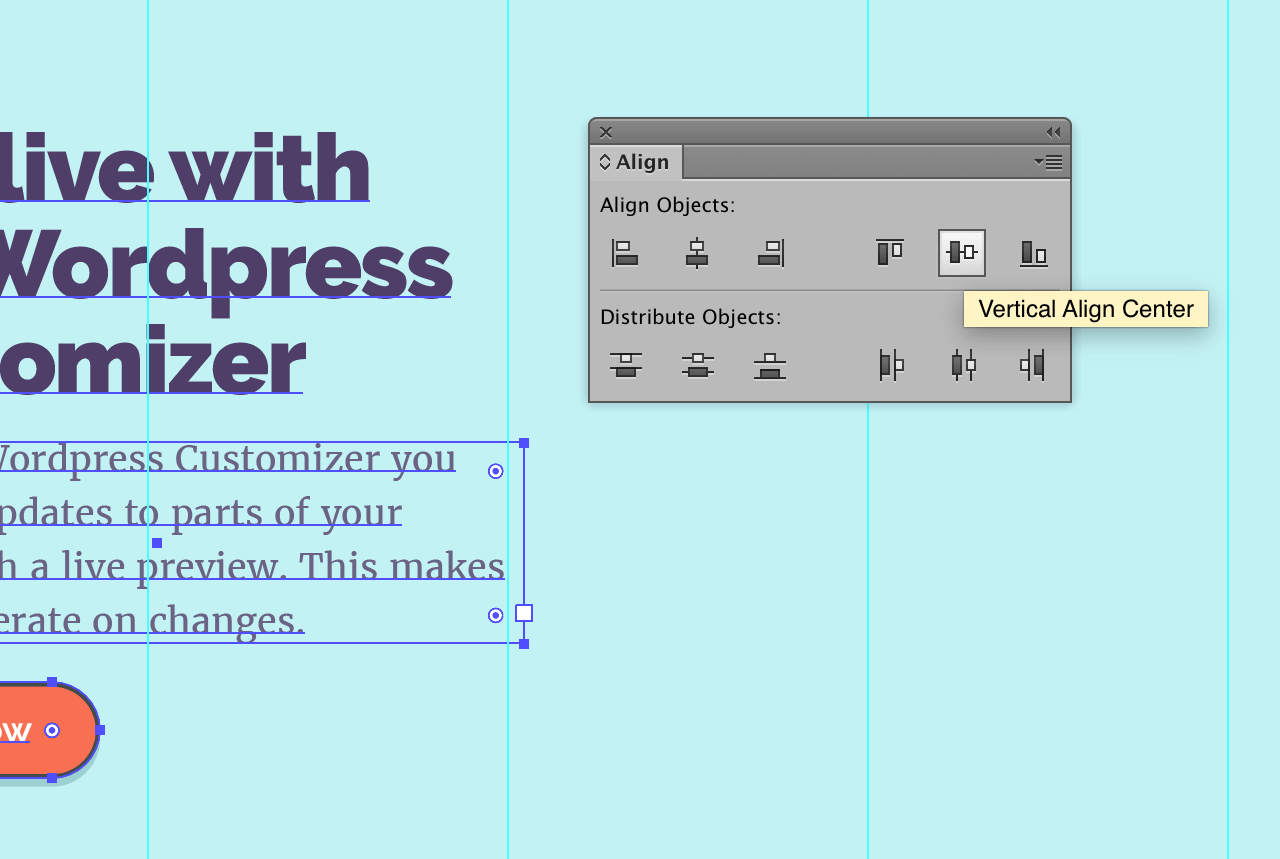 live with
Wordpress
omizer
Wordpress Customizer you
pdates to parts of your
h a live preview. This makes
erate on changes.
ow
Align
Align Objects:
Distribute Objects:
Vertical Align Center